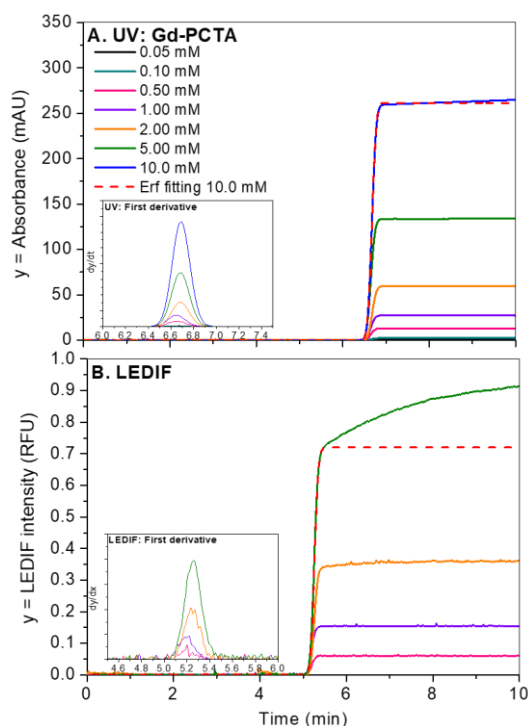 A. UV: Gd-PCTA
0.05 mM
0.10 mM
0.50 mM
1.00 mM
2.00 mM
5.00 mM
10.0 mM
Erf fitting 10.0 mM
y = Absorbance (mAU)
350
300
250
200
150
100
50
0
UV: First derivative
dy/dt
6.0 6.2 6.4 6.6 6.8 7.0 7.2 7.4
0 2 4 6 8 10
B. LEDIF
y = LEDIF intensity (RFU)
1.0
0.9
0.8
0.7
0.6
0.5
0.4
0.3
0.2
0.1
0.0
LEDIF: First derivative
dy/dx
4.6 4.8 5.0 5.2 5.4 5.6 5.8 6.0
0 2 4 6 8 10
Time (min)